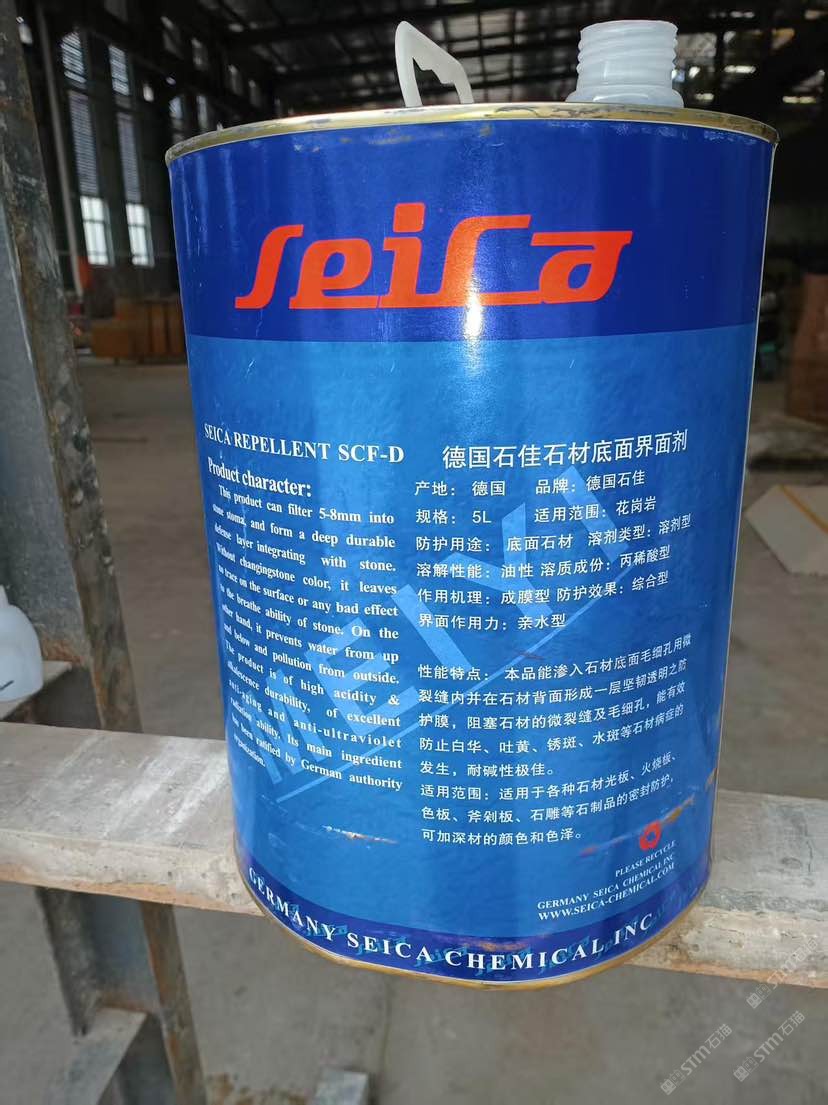 Seica
SEICA REPELLENT SCF-D
Product character:
This product can filter 5-8mm into
stone stoma, and form a deep durable
defense layer integrating with stone.
Without changingstone color, it leaves
no trace on the surface or any bad effect
to the breathe ability of stone. On the
other hand, it prevents water from up
and below and pollution from outside.
The product is of high acidity &
alkalescence durability, of excellent
anti-aging and anti-ultraviolet
radiation ability. Its main ingredient
has been ratified by German authority
organization.
德国石佳石材底面界面剂
产地： 德国 品牌：德国石佳
规格： 5L 适用范围：花岗岩
防护用途： 底面石材 溶剂类型：溶剂型
溶解性能：油性 溶质成份：丙稀酸型
作用机理：成膜型 防护效果：综合型
界面作用力：亲水型
性能特点： 本品能渗入石材底面毛细孔用微
裂缝内并在石材背面形成一层坚韧透明之防
护膜，阻塞石材的微裂缝及毛细孔，能有效
防止白华、吐黄、锈斑、水斑等石材病症的
发生，耐碱性极佳。
适用范围：适用于各种石材光板、火烧板、
色板、斧剁板、石雕等石制品的密封防护，
可加深材的颜色和色泽。
MEIYI
PLEASE RECYCLE
GERMANY SEICA CHEMICAL INC
WWW.SEICA-CHEMICAL.COM
GERMANY SEICA CHEMICAL INC
STM石猫
STM石猫